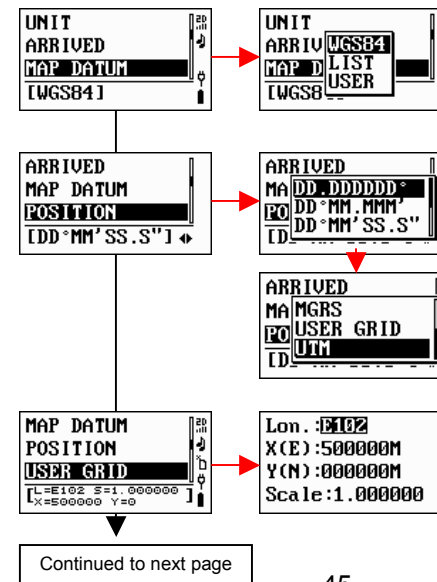 UNIT
ARRIVED
MAP DATUM
[WGS84]
2D
UNIT
ARRIV
MAP D
[WGS8
WGS84
LIST
USER
ARRIVED
MAP DATUM
POSITION
[DD°MM'SS.S"]
ARRIVED
MA
PO
[D
DD.DDDDDD°
DD°MM.MMM'
DD°MM'SS.S"
ARRIVED
MA
PO
[D
MGRS
USER GRID
UTM
MAP DATUM
POSITION
USER GRID
[L=E102 S=1.000000
X=500000 Y=0 ]
2D
Lon.:E102
X(E):500000M
Y(N):000000M
Scale:1.000000
Continued to next page